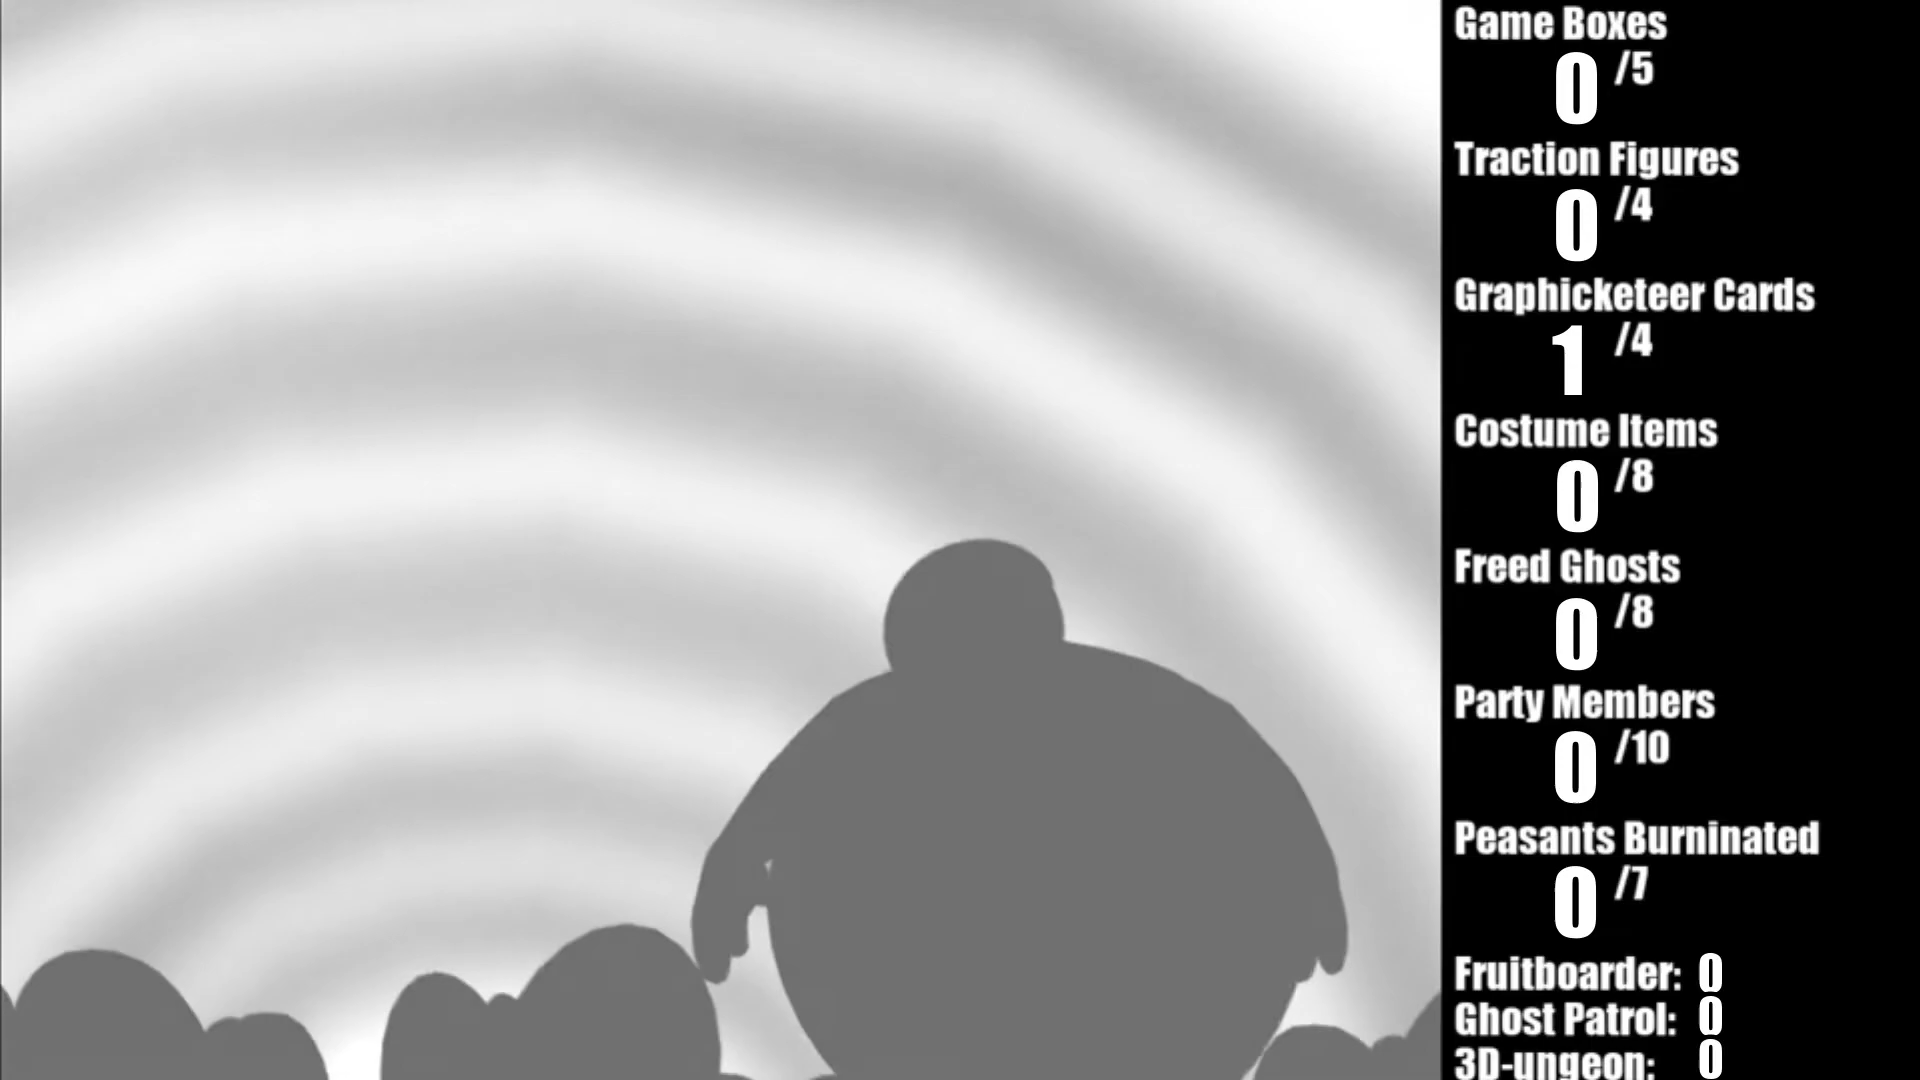 Game Boxes
0 /5
Traction Figures
0 /4
Graphicketeer Cards
1 /4
Costume Items
0 /8
Freed Ghosts
0 /8
Party Members
0 /10
Peasants Burninated
0 /7
Fruitboarder: 0
Ghost Patrol: 0
3D-ungeon: 0